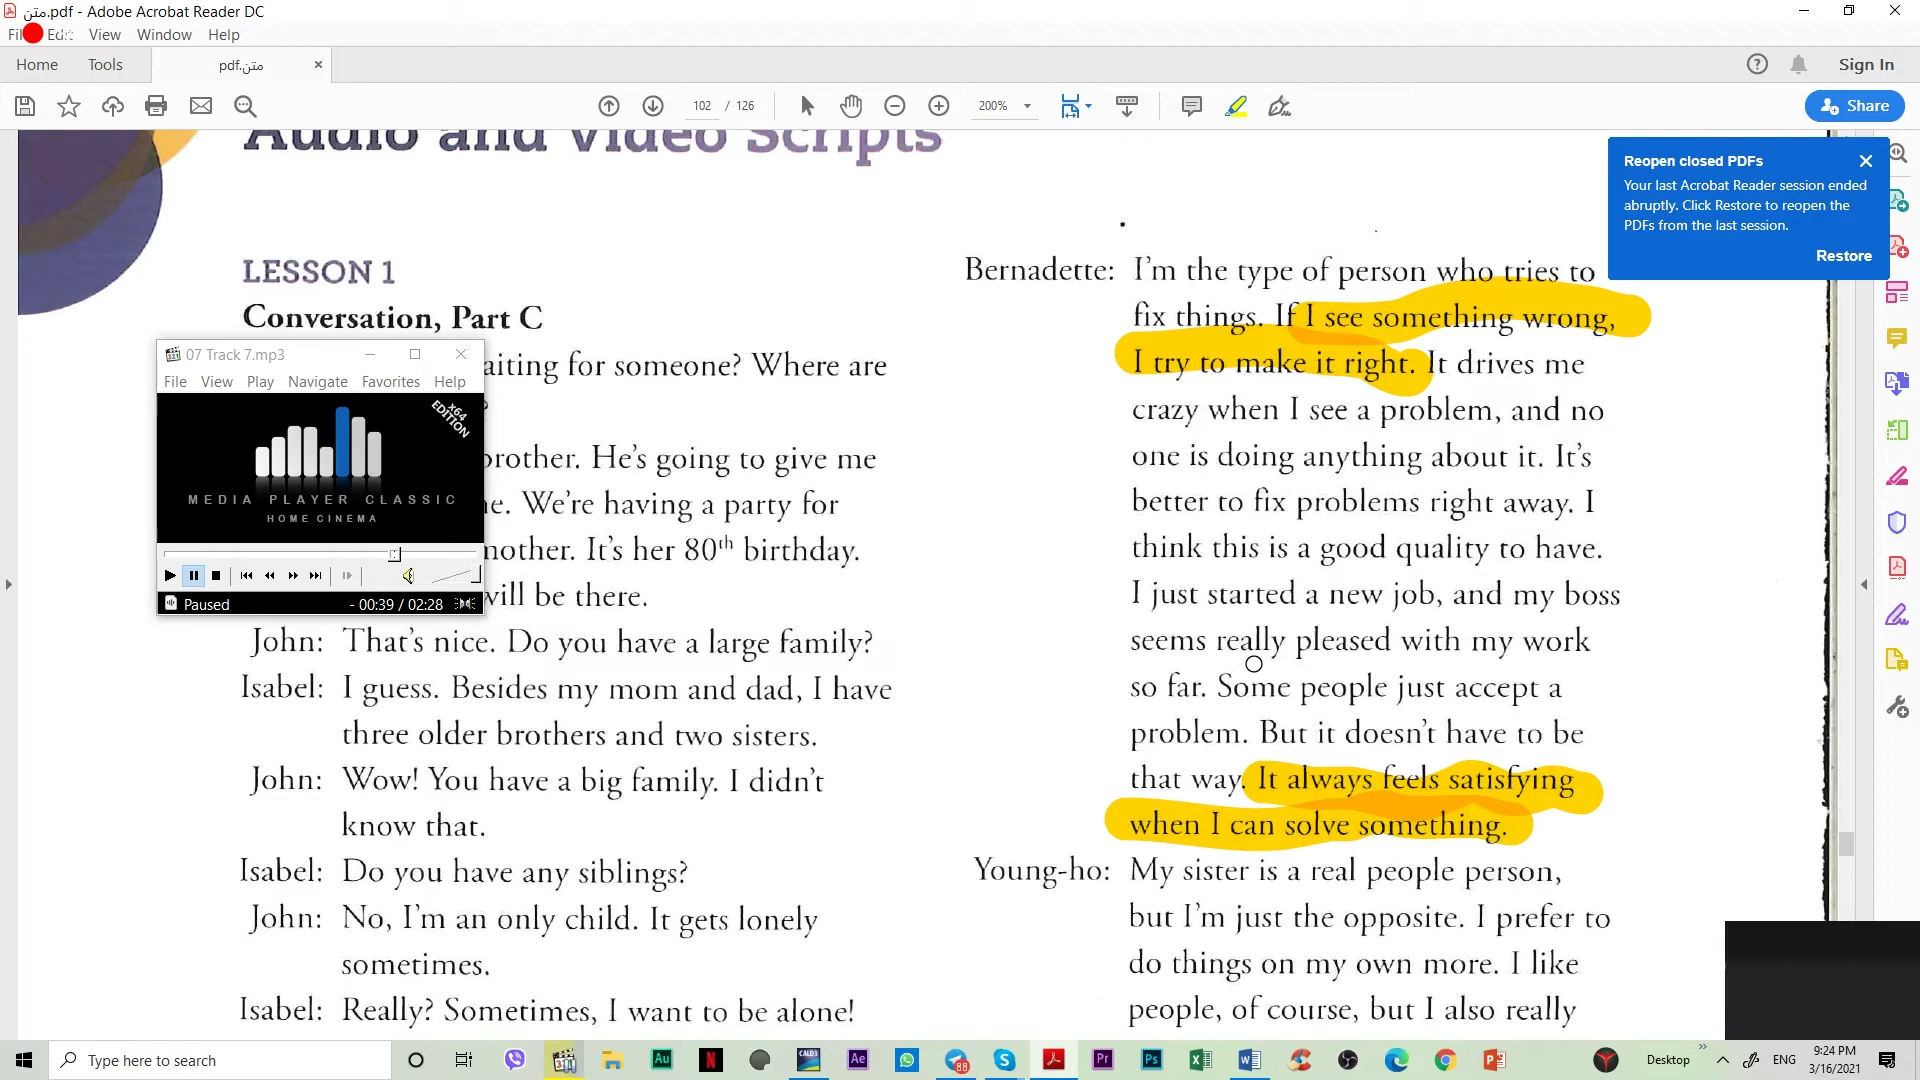 متن.pdf - Adobe Acrobat Reader DC
File Edit View Window Help
Home Tools متن.pdf × Sign In
102 / 126 200% Share
Audio and Video Scripts
Reopen closed PDFs
Your last Acrobat Reader session ended
abruptly. Click Restore to reopen the
PDFs from the last session.
Restore
LESSON 1
Conversation, Part C
aiting for someone? Where are
?
brother. He's going to give me
ne. We're having a party for
mother. It's her 80th birthday.
will be there.
John: That's nice. Do you have a large family?
Isabel: I guess. Besides my mom and dad, I have
three older brothers and two sisters.
John: Wow! You have a big family. I didn't
know that.
Isabel: Do you have any siblings?
John: No, I'm an only child. It gets lonely
sometimes.
Isabel: Really? Sometimes, I want to be alone!
07 Track 7.mp3
File View Play Navigate Favorites Help
x64
EDITION
MEDIA PLAYER CLASSIC
HOME CINEMA
Paused - 00:39 / 02:28
Bernadette: I'm the type of person who tries to
fix things. If I see something wrong,
I try to make it right. It drives me
crazy when I see a problem, and no
one is doing anything about it. It's
better to fix problems right away. I
think this is a good quality to have.
I just started a new job, and my boss
seems really pleased with my work
so far. Some people just accept a
problem. But it doesn't have to be
that way. It always feels satisfying
when I can solve something.
Young-ho: My sister is a real people person,
but I'm just the opposite. I prefer to
do things on my own more. I like
people, of course, but I also really
Type here to search
321 Au N CALD3 Ae 88 S Pr Ps X W P
Desktop ENG 9:24 PM
3/16/2021